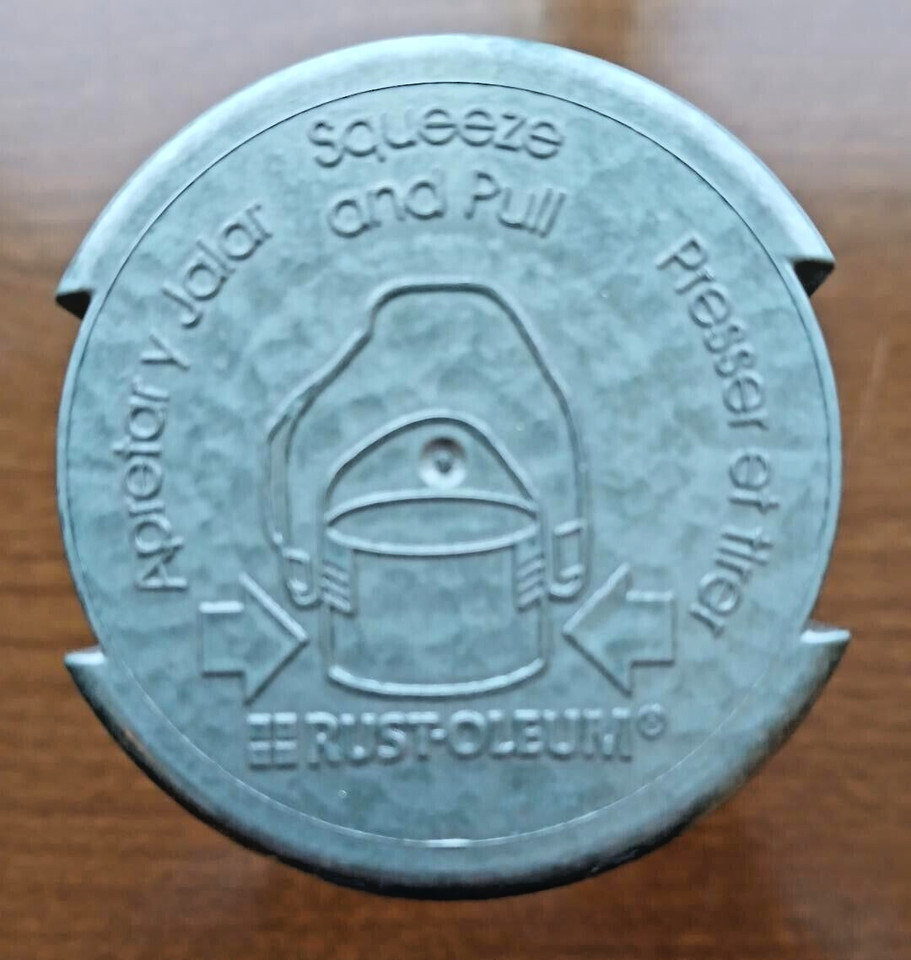 Squeeze
and Pull
Apretar y Jalar
Presser et tirer
RUST-OLEUM®